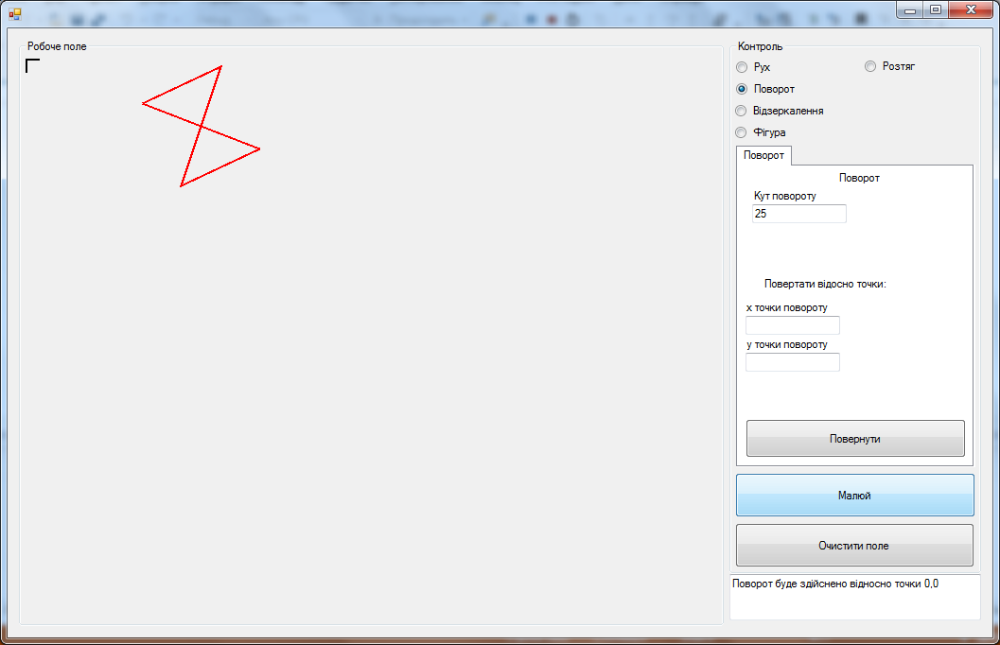 Робоче поле
Контроль
Рух
Розтяг
Поворот
Відзеркалення
Фігура
Поворот
Поворот
Кут повороту
25
Повертати відосно точки:
х точки повороту
у точки повороту
Повернути
Малюй
Очистити поле
Поворот буде здійснено відносно точки 0,0